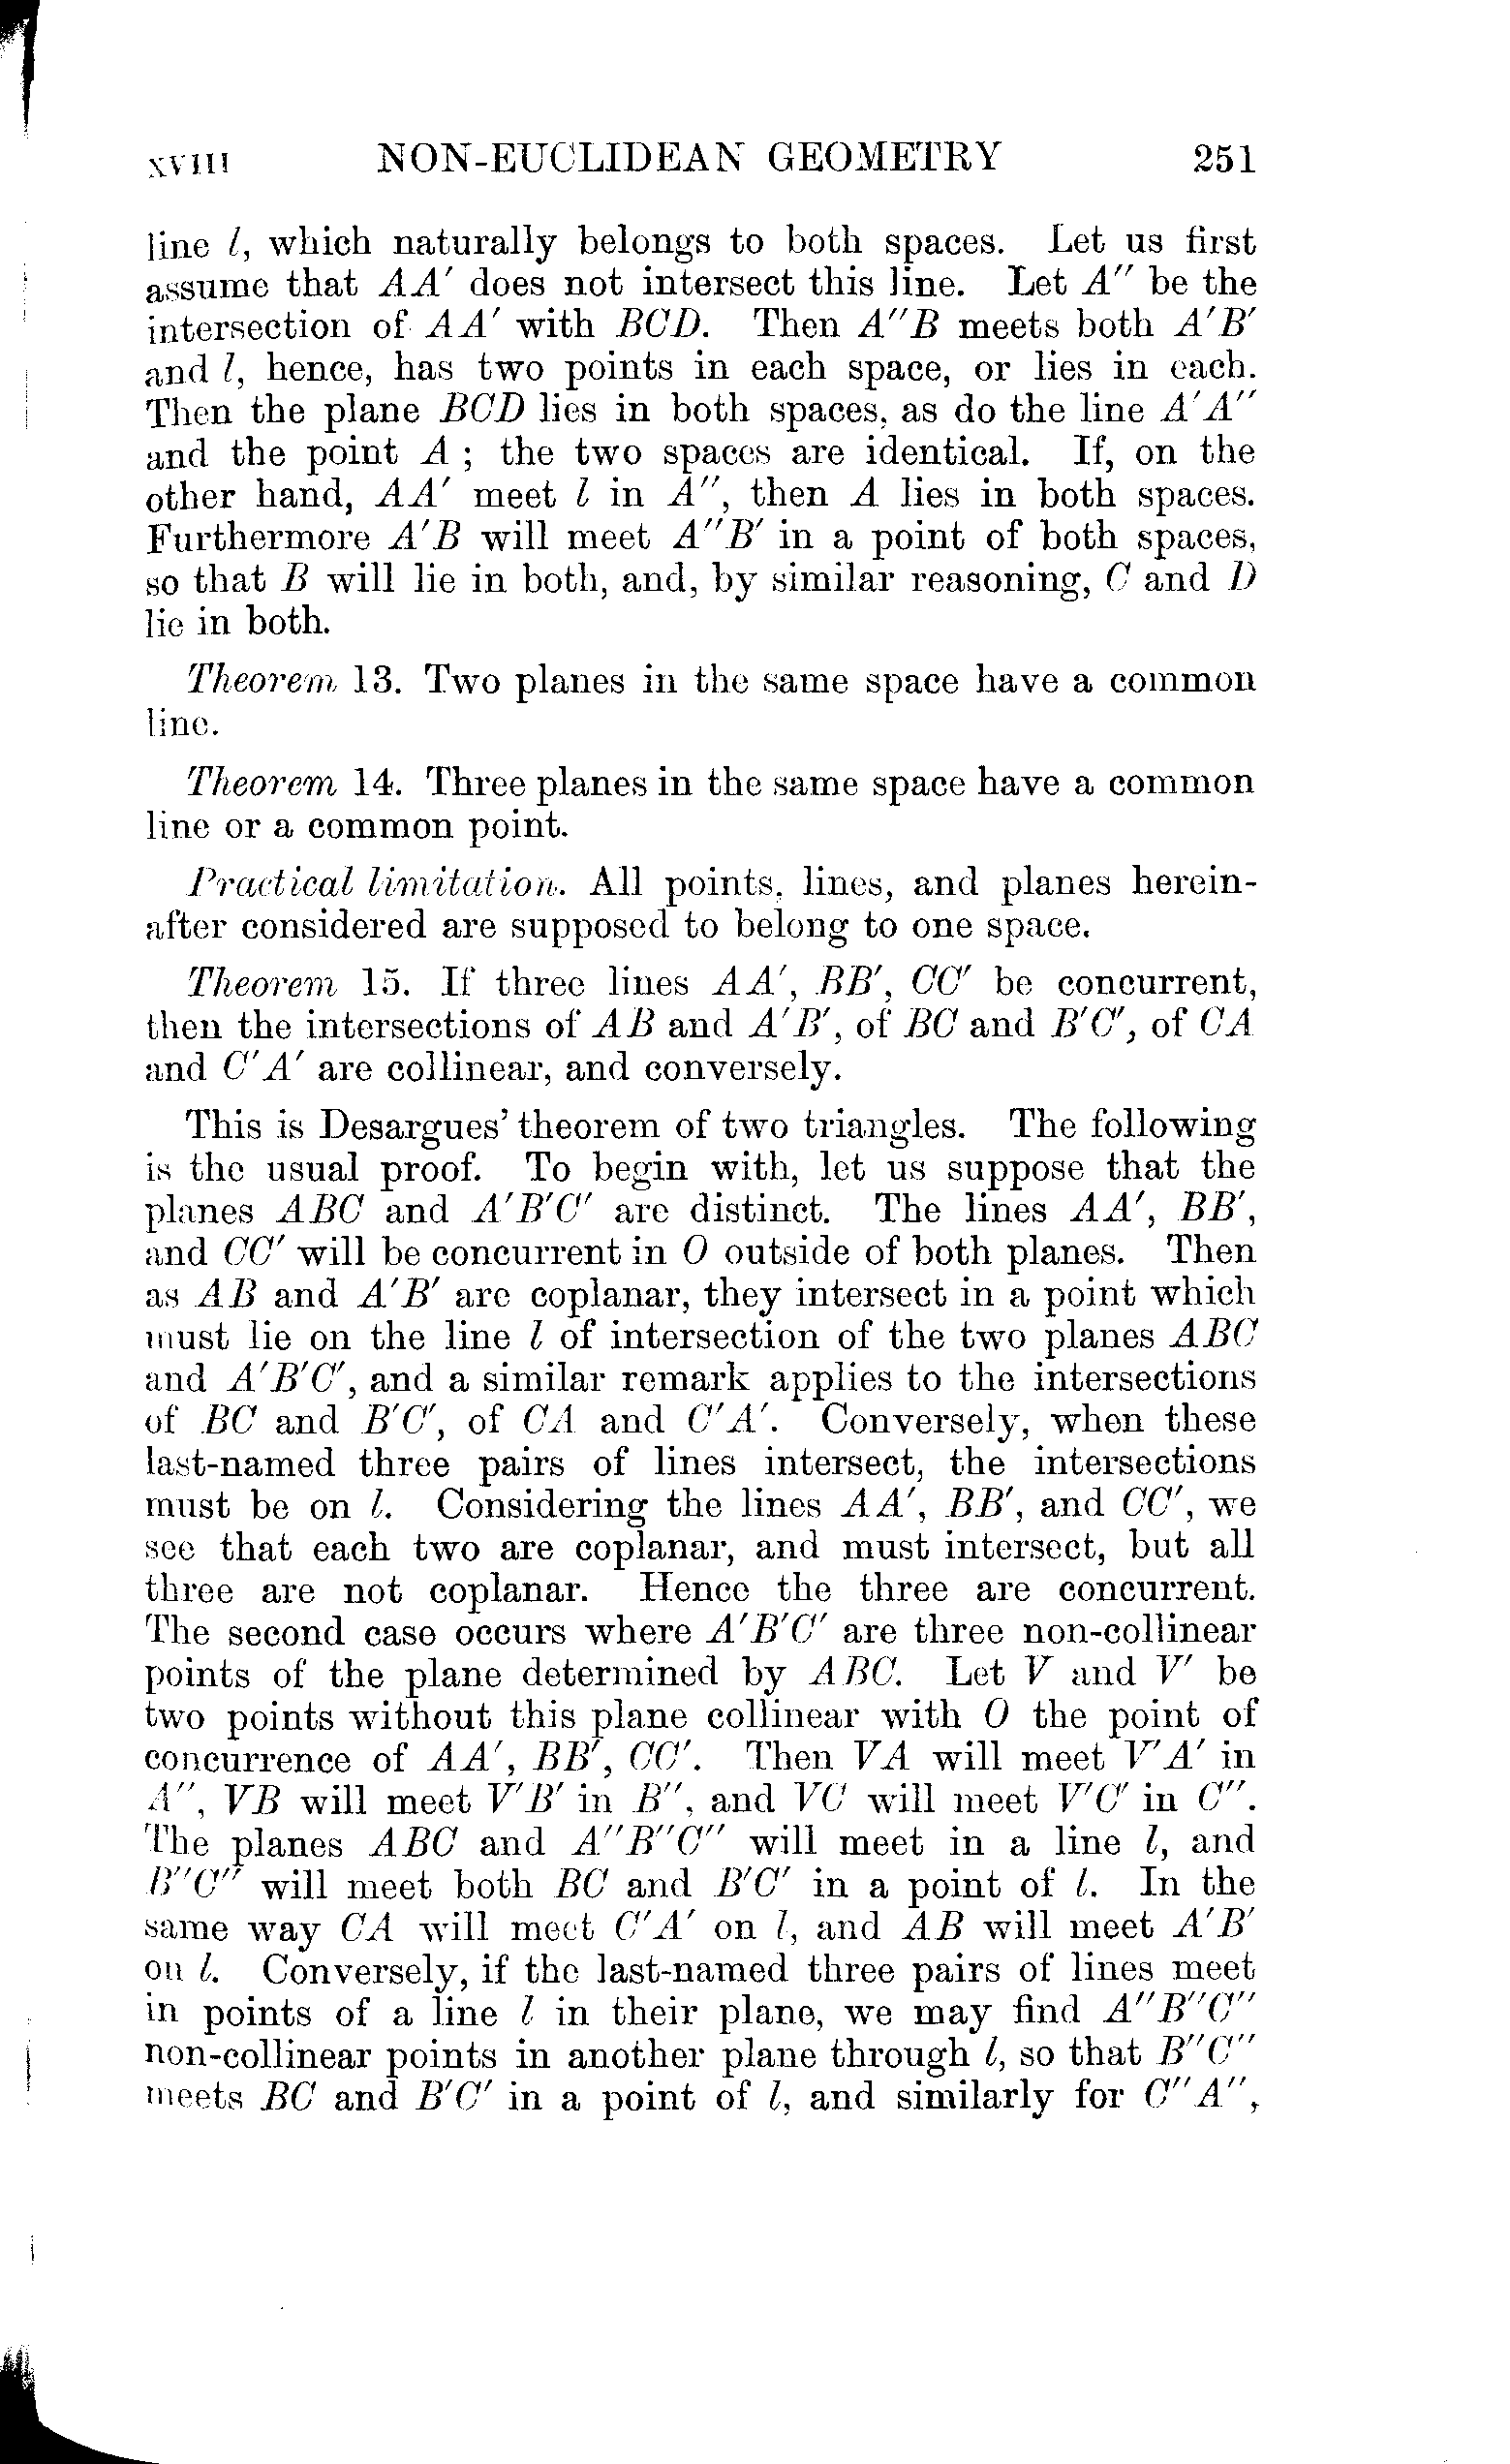 XVIII NON-EUCLIDEAN GEOMETRY 251
line l, which naturally belongs to both spaces. Let us first
assume that AA′ does not intersect this line. Let A″ be the
intersection of AA′ with BCD. Then A″B meets both A′B′
and l, hence, has two points in each space, or lies in each.
Then the plane BCD lies in both spaces, as do the line A′A″
and the point A; the two spaces are identical. If, on the
other hand, AA′ meet l in A″, then A lies in both spaces.
Furthermore A′B will meet A″B′ in a point of both spaces,
so that B will lie in both, and, by similar reasoning, C and D
lie in both.
Theorem 13. Two planes in the same space have a common
line.
Theorem 14. Three planes in the same space have a common
line or a common point.
Practical limitation. All points, lines, and planes herein-
after considered are supposed to belong to one space.
Theorem 15. If three lines AA′, BB′, CC′ be concurrent,
then the intersections of AB and A′B′, of BC and B′C′, of CA
and C′A′ are collinear, and conversely.
This is Desargues’ theorem of two triangles. The following
is the usual proof. To begin with, let us suppose that the
planes ABC and A′B′C′ are distinct. The lines AA′, BB′,
and CC′ will be concurrent in O outside of both planes. Then
as AB and A′B′ are coplanar, they intersect in a point which
must lie on the line l of intersection of the two planes ABC
and A′B′C′, and a similar remark applies to the intersections
of BC and B′C′, of CA and C′A′. Conversely, when these
last-named three pairs of lines intersect, the intersections
must be on l. Considering the lines AA′, BB′, and CC′, we
see that each two are coplanar, and must intersect, but all
three are not coplanar. Hence the three are concurrent.
The second case occurs where A′B′C′ are three non-collinear
points of the plane determined by ABC. Let V and V′ be
two points without this plane collinear with O the point of
concurrence of AA′, BB′, CC′. Then VA will meet V′A′ in
A″, VB will meet V′B′ in B″, and VC will meet V′C′ in C″.
The planes ABC and A″B″C″ will meet in a line l, and
B″C″ will meet both BC and B′C′ in a point of l. In the
same way CA will meet C′A′ on l, and AB will meet A′B′
on l. Conversely, if the last-named three pairs of lines meet
in points of a line l in their plane, we may find A″B″C″
non-collinear points in another plane through l, so that B″C″
meets BC and B′C′ in a point of l, and similarly for C″A″,